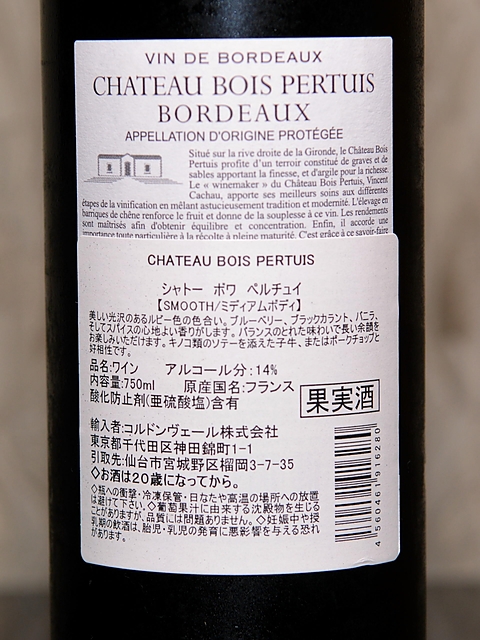 VIN DE BORDEAUX
CHATEAU BOIS PERTUIS
BORDEAUX
APPELLATION D'ORIGINE PROTÉGÉE
Situé sur la rive droite de la Gironde, le Château Bois
Pertuis profite d'un terroir constitué de graves et de
sables apportant la finesse, et d'argile pour la richesse.
Le « winemaker » du Château Bois Pertuis, Vincent
Cachau, apporte ses meilleurs soins aux différentes
étapes de la vinification en mêlant astucieusement tradition et modernité. L'élevage en
barriques de chêne renforce le fruit et donne de la souplesse à ce vin. Les rendements
sont maîtrisés afin d'obtenir équilibre et concentration. Enfin, il accorde une
importance toute particulière à la récolte à pleine maturité. C'est grâce à ce savoir-faire
CHATEAU BOIS PERTUIS
シャトー ボワ ペルチュイ
【SMOOTH/ミディアムボディ】
美しい光沢のあるルビー色の色合い。ブルーベリー、ブラックカラント、バニラ、
そしてスパイスの心地よい香りがします。バランスのとれた味わいで長い余韻を
お楽しみいただけます。キノコ類のソテーを添えた子牛、またはポークチョップと
好相性です。
品名:ワイン アルコール分:14%
内容量:750ml 原産国名:フランス
酸化防止剤(亜硫酸塩)含有
果実酒
輸入者:コルドンヴェール株式会社
東京都千代田区神田錦町1-1
引取先:仙台市宮城野区榴岡3-7-35
◇お酒は20歳になってから。
◇瓶への衝撃・冷凍保管・日なたや高温の場所への放置
は避けて下さい。◇葡萄果汁に由来する沈殿物を生じる
ことがありますが、品質には問題ありません。◇妊娠中や授
乳期の飲酒は、胎児・乳児の発育に悪影響を与える恐れ
があります。
4 560461 916280